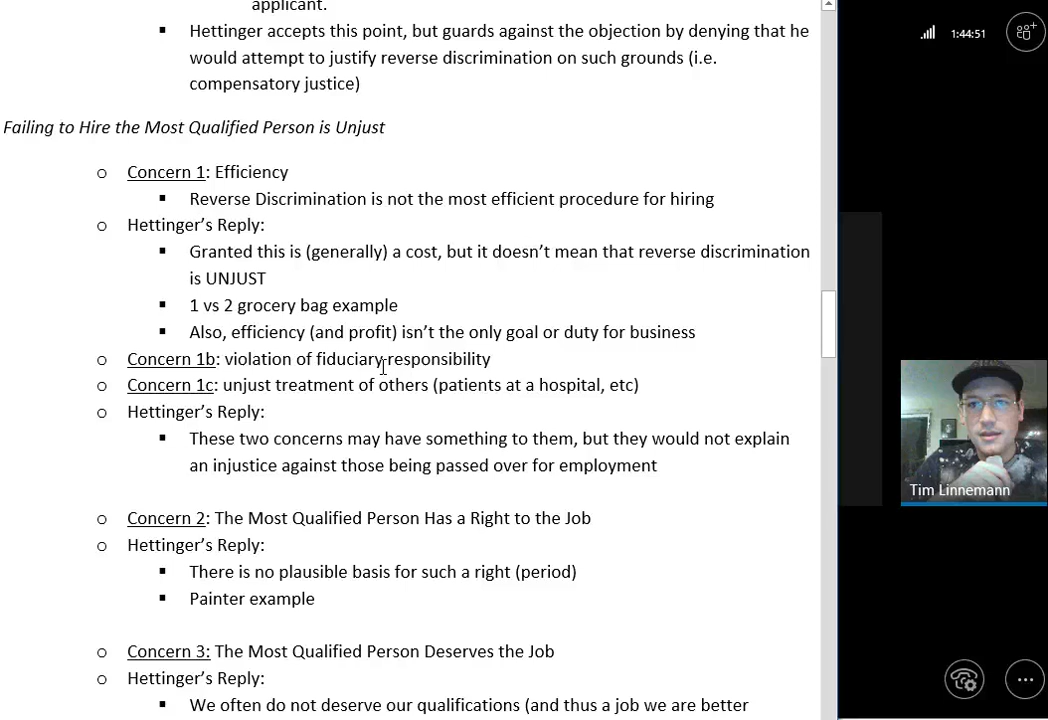 applicant.
▪ Hettinger accepts this point, but guards against the objection by denying that he
would attempt to justify reverse discrimination on such grounds (i.e.
compensatory justice)
Failing to Hire the Most Qualified Person is Unjust
o Concern 1: Efficiency
▪ Reverse Discrimination is not the most efficient procedure for hiring
o Hettinger’s Reply:
▪ Granted this is (generally) a cost, but it doesn’t mean that reverse discrimination
is UNJUST
▪ 1 vs 2 grocery bag example
▪ Also, efficiency (and profit) isn’t the only goal or duty for business
o Concern 1b: violation of fiduciary responsibility
o Concern 1c: unjust treatment of others (patients at a hospital, etc)
o Hettinger’s Reply:
▪ These two concerns may have something to them, but they would not explain
an injustice against those being passed over for employment
o Concern 2: The Most Qualified Person Has a Right to the Job
o Hettinger’s Reply:
▪ There is no plausible basis for such a right (period)
▪ Painter example
o Concern 3: The Most Qualified Person Deserves the Job
o Hettinger’s Reply:
▪ We often do not deserve our qualifications (and thus a job we are better
1:44:51
Tim Linnemann